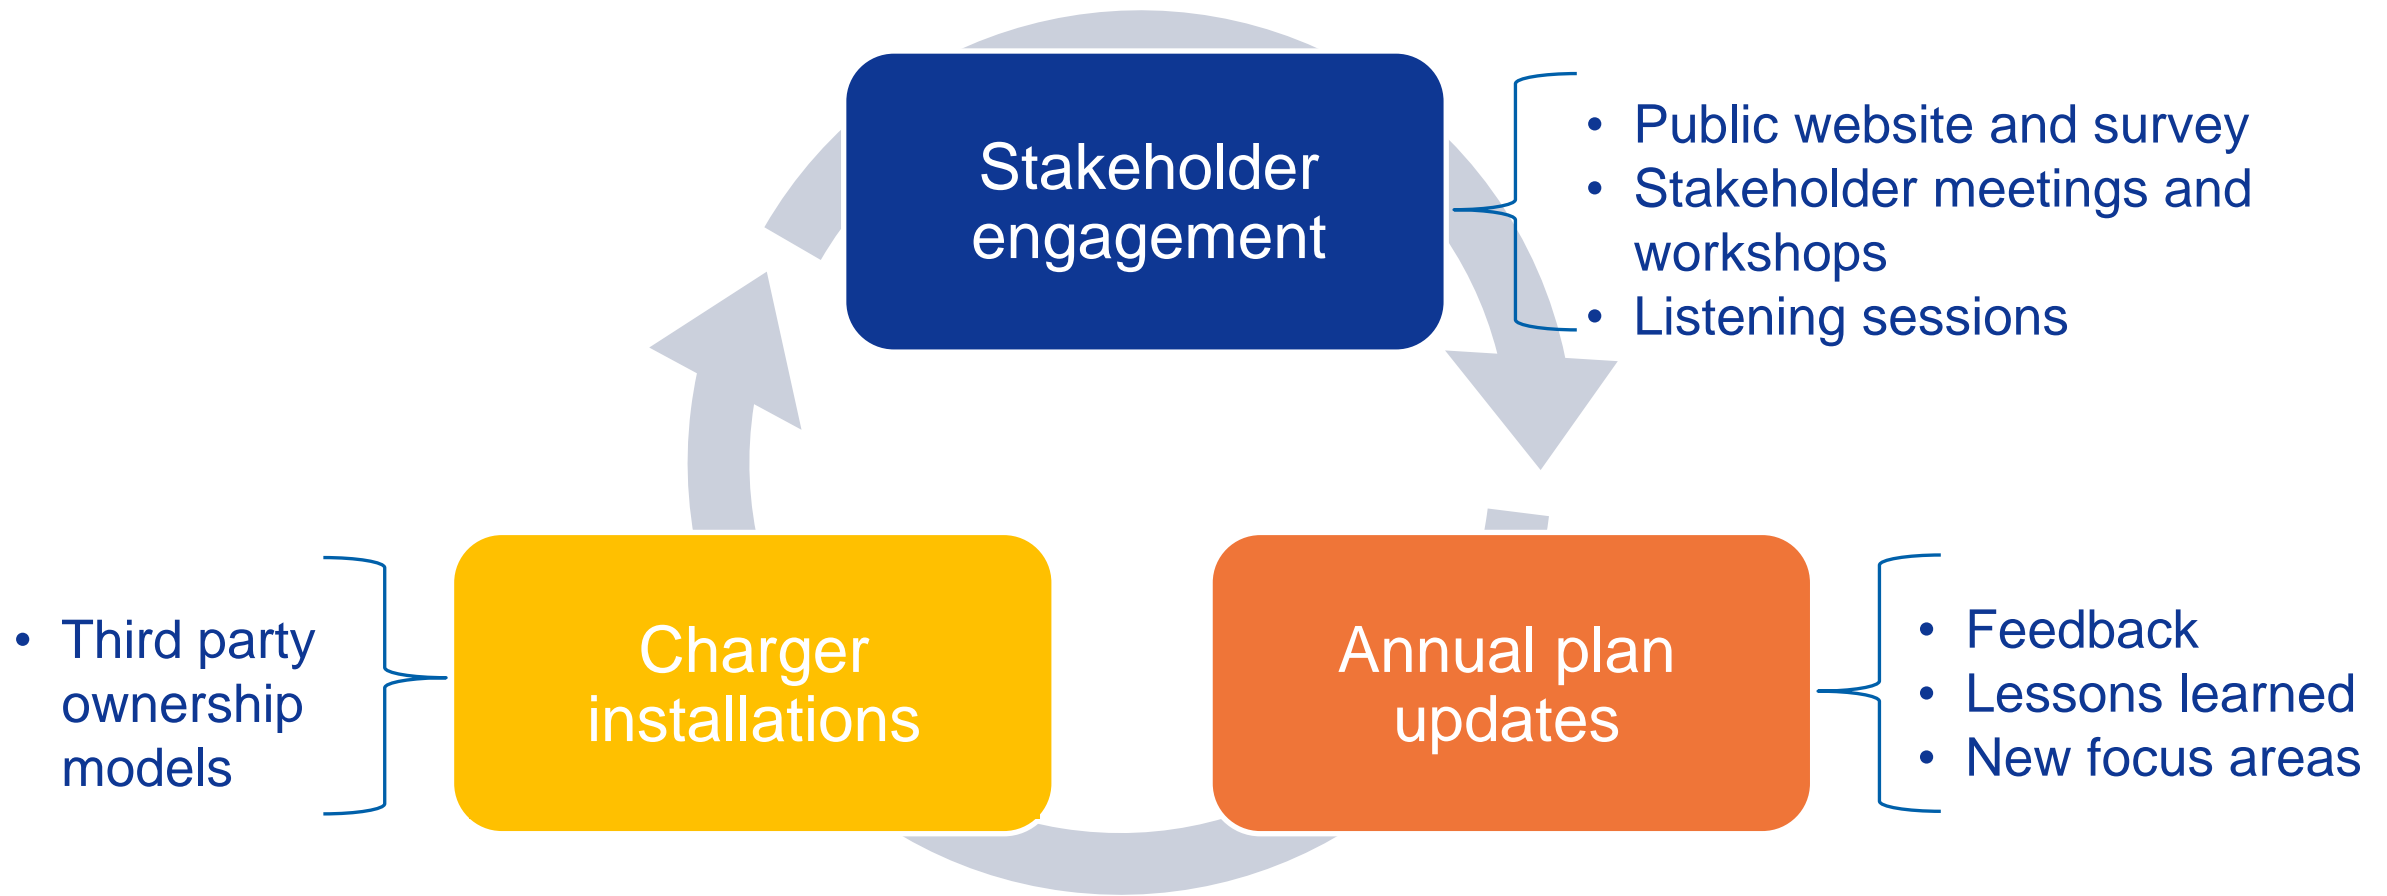 Stakeholder
engagement
• Public website and survey
• Stakeholder meetings and
workshops
• Listening sessions
Charger
installations
• Third party
ownership
models
Annual plan
updates
• Feedback
• Lessons learned
• New focus areas